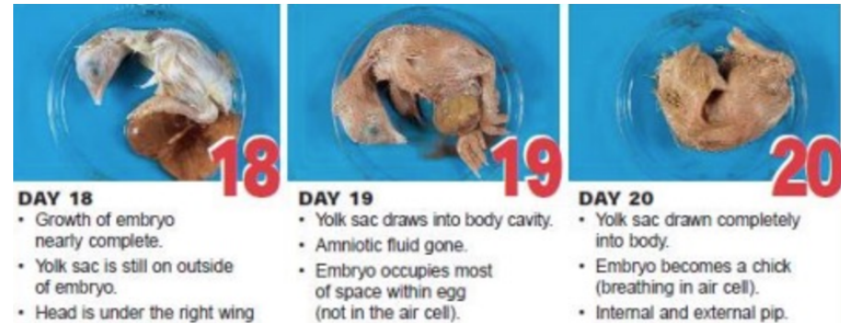 18
DAY 18
• Growth of embryo
nearly complete.
• Yolk sac is still on outside
of embryo.
• Head is under the right wing
19
DAY 19
• Yolk sac draws into body cavity.
• Amniotic fluid gone.
• Embryo occupies most
of space within egg
(not in the air cell).
20
DAY 20
• Yolk sac drawn completely
into body.
• Embryo becomes a chick
(breathing in air cell).
• Internal and external pip.